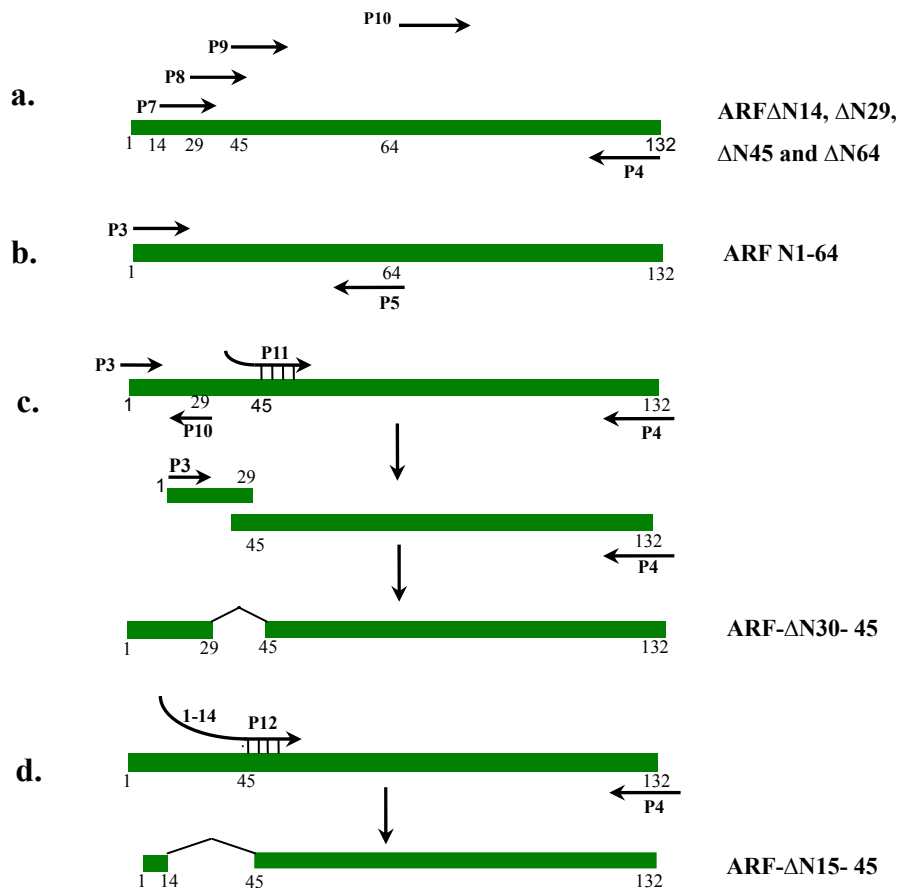 P10
P9
P8
a.
P7
ARFΔN14, ΔN29,
1 14 29 45 64 132
ΔN45 and ΔN64
P4
P3
b.
ARF N1-64
1 64 132
P5
P3 P11
c.
1 29 45 132
P10 P4
P3
1 29
45 132
P4
ARF-ΔN30- 45
1 29 45 132
1-14 P12
d.
1 45 132
P4
ARF-ΔN15- 45
1 14 45 132